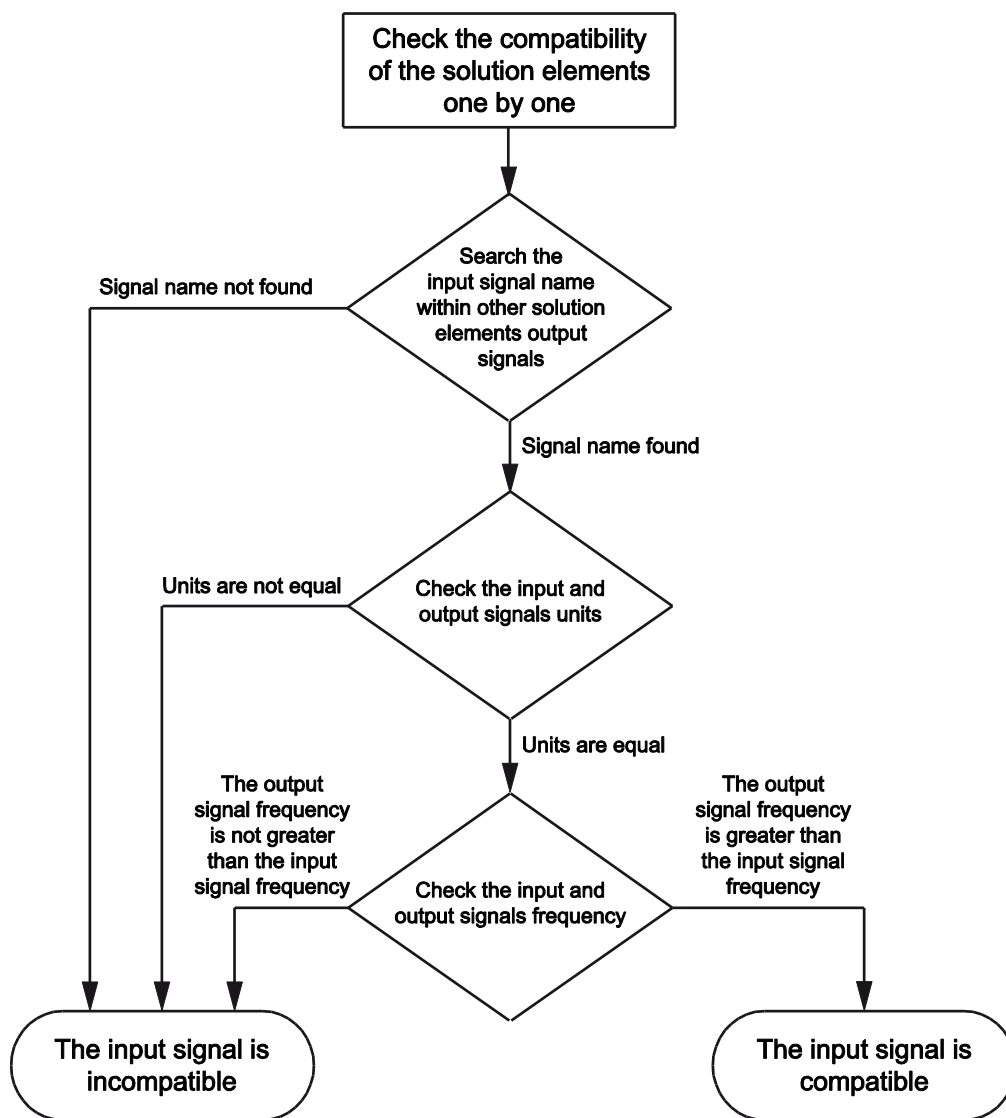 Check the compatibility
of the solution elements
one by one
Search the
input signal name
within other solution
elements output
signals
Signal name not found
Signal name found
Check the input and
output signals units
Units are not equal
Units are equal
The output
signal frequency
is not greater
than the input
signal frequency
The output
signal frequency
is greater than
the input signal
frequency
Check the input and
output signals frequency
The input signal is
incompatible
The input signal is
compatible